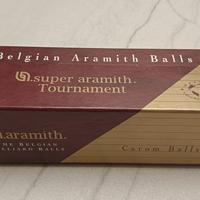 Belgian Aramith Balls
super aramith.
Tournament
aramith.
THE BELGIAN
BILLIARD BALLS
Carom Balls